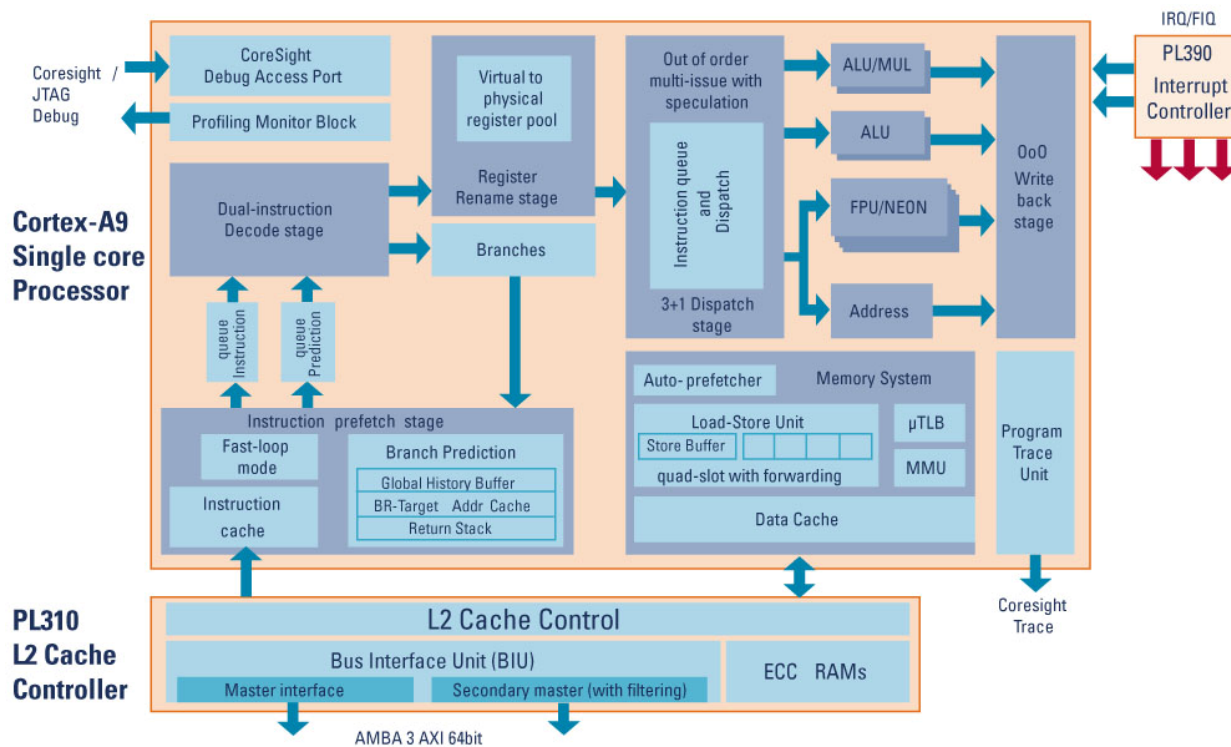 IRQ/FIQ
PL390
Interrupt
Controller
Coresight /
JTAG
Debug
CoreSight
Debug Access Port
Profiling Monitor Block
Virtual to
physical
register pool
Register
Rename stage
Out of order
multi-issue with
speculation
Instruction queue
and
Dispatch
3+1 Dispatch
stage
ALU/MUL
ALU
FPU/NEON
Address
OoO
Write
back
stage
Cortex-A9
Single core
Processor
Dual-instruction
Decode stage
Branches
queue
Instruction
queue
Prediction
Instruction prefetch stage
Fast-loop
mode
Instruction
cache
Branch Prediction
Global History Buffer
BR-Target Addr Cache
Return Stack
Auto-prefetcher
Memory System
Load-Store Unit
Store Buffer
quad-slot with forwarding
µTLB
MMU
Data Cache
Program
Trace
Unit
Coresight
Trace
PL310
L2 Cache
Controller
L2 Cache Control
Bus Interface Unit (BIU)
Master interface
Secondary master (with filtering)
ECC RAMs
AMBA 3 AXI 64bit